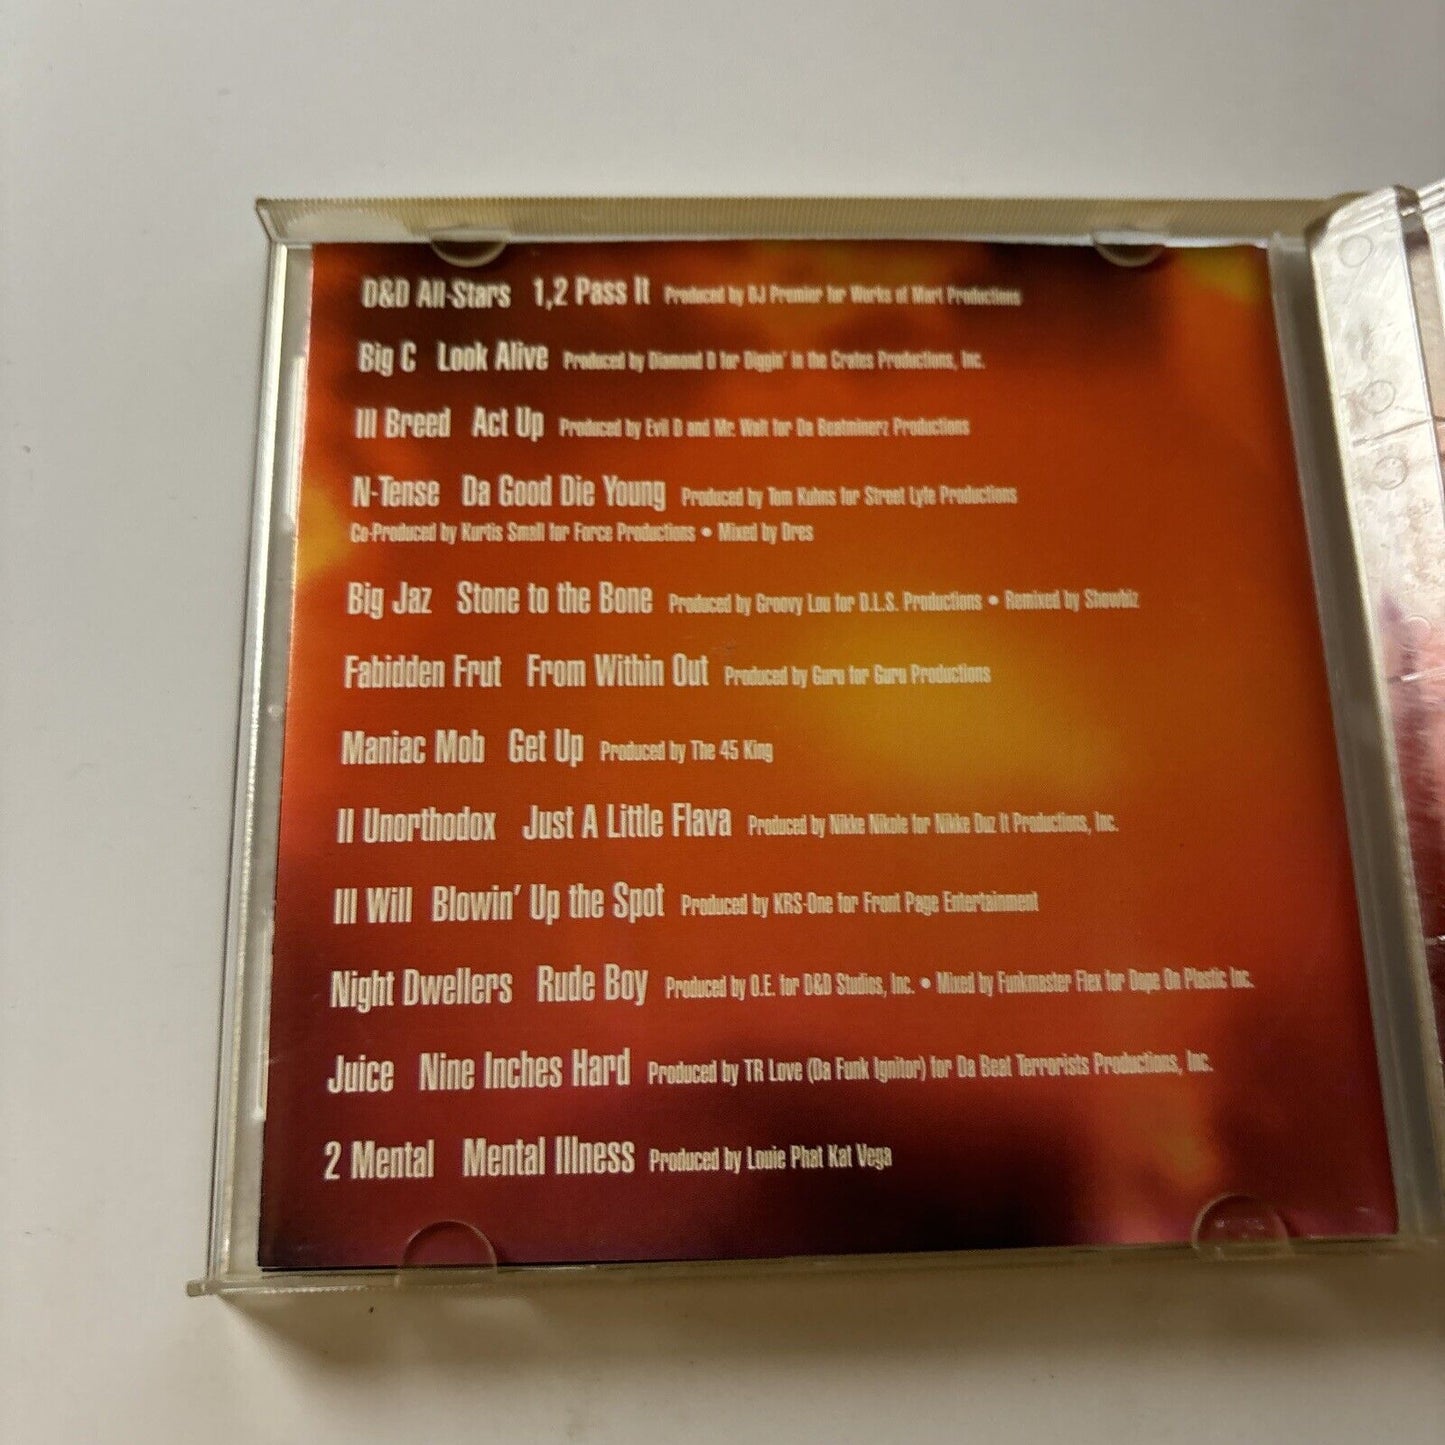 D&D All-Stars 1,2 Pass It Produced by DJ Premier for Works of Mart Productions
Big C Look Alive Produced by Diamond D for Diggin' in the Crates Productions, Inc.
Ill Breed Act Up Produced by Evil D and Mr. Walt for Da Beatminerz Productions
N-Tense Da Good Die Young Produced by Tom Kuhns for Street Lyfe Productions
Co-Produced by Kurtis Small for Force Productions • Mixed by Dres
Big Jaz Stone to the Bone Produced by Groovy Lou for D.L.S. Productions • Remixed by Showbiz
Fabidden Frut From Within Out Produced by Guru for Guru Productions
Maniac Mob Get Up Produced by The 45 King
II Unorthodox Just A Little Flava Produced by Nikke Nikole for Nikke Duz It Productions, Inc.
Ill Will Blowin' Up the Spot Produced by KRS-One for Front Page Entertainment
Night Dwellers Rude Boy Produced by O.E. for D&D Studios, Inc. • Mixed by Funkmaster Flex for Dope On Plastic Inc.
Juice Nine Inches Hard Produced by TR Love (Da Funk Ignitor) for Da Beat Terrorists Productions, Inc.
2 Mental Mental Illness Produced by Louie Phat Kat Vega